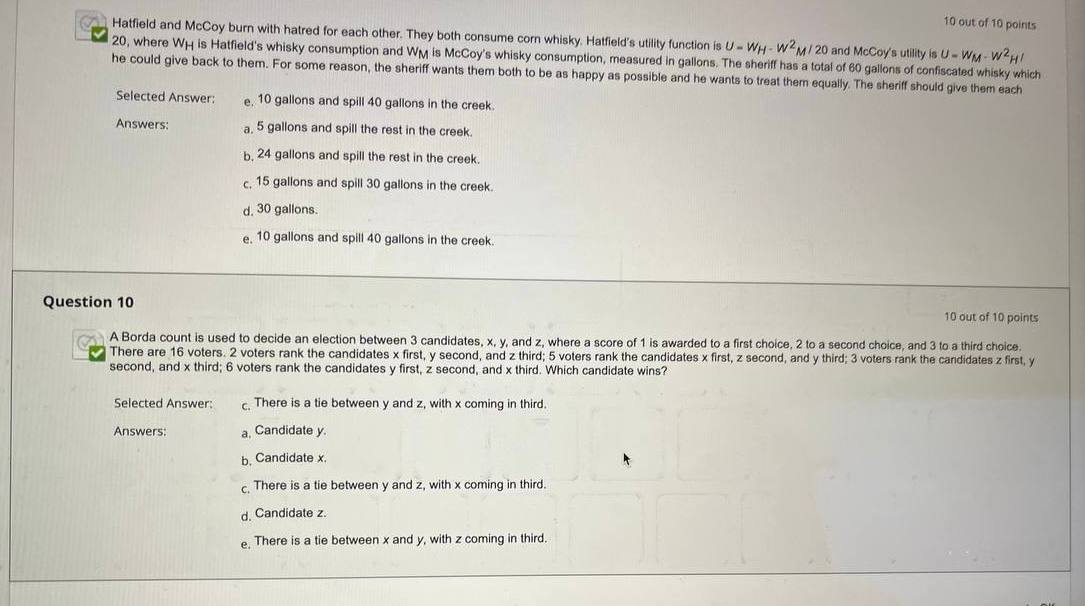 10 out of 10 points
Hatfield and McCoy burn with hatred for each other. They both consume corn whisky. Hatfield's utility function is U = WH - W²M / 20 and McCoy's utility is U = WM - W²H /
20, where WH is Hatfield's whisky consumption and WM is McCoy's whisky consumption, measured in gallons. The sheriff has a total of 60 gallons of confiscated whisky which
he could give back to them. For some reason, the sheriff wants them both to be as happy as possible and he wants to treat them equally. The sheriff should give them each
Selected Answer: e. 10 gallons and spill 40 gallons in the creek.
Answers: a. 5 gallons and spill the rest in the creek.
b. 24 gallons and spill the rest in the creek.
c. 15 gallons and spill 30 gallons in the creek.
d. 30 gallons.
e. 10 gallons and spill 40 gallons in the creek.
Question 10
10 out of 10 points
A Borda count is used to decide an election between 3 candidates, x, y, and z, where a score of 1 is awarded to a first choice, 2 to a second choice, and 3 to a third choice.
There are 16 voters. 2 voters rank the candidates x first, y second, and z third; 5 voters rank the candidates x first, z second, and y third; 3 voters rank the candidates z first, y
second, and x third; 6 voters rank the candidates y first, z second, and x third. Which candidate wins?
Selected Answer: c. There is a tie between y and z, with x coming in third.
Answers: a. Candidate y.
b. Candidate x.
c. There is a tie between y and z, with x coming in third.
d. Candidate z.
e. There is a tie between x and y, with z coming in third.